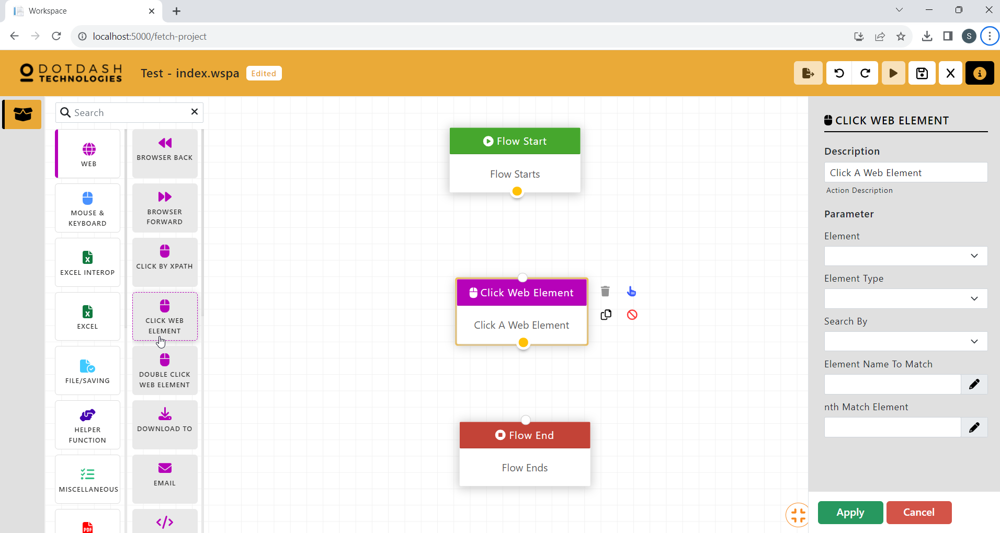 Workspace
localhost:5000/fetch-project
S
DOTDASH
TECHNOLOGIES
Test - index.wspa
Edited
Search
WEB
BROWSER BACK
MOUSE &
KEYBOARD
BROWSER
FORWARD
EXCEL INTEROP
CLICK BY XPATH
EXCEL
CLICK WEB
ELEMENT
FILE/SAVING
DOUBLE CLICK
WEB ELEMENT
HELPER
FUNCTION
DOWNLOAD TO
MISCELLANEOUS
EMAIL
PDF
Flow Start
Flow Starts
Click Web Element
Click A Web Element
Flow End
Flow Ends
CLICK WEB ELEMENT
Description
Click A Web Element
Action Description
Parameter
Element
Element Type
Search By
Element Name To Match
nth Match Element
Apply
Cancel